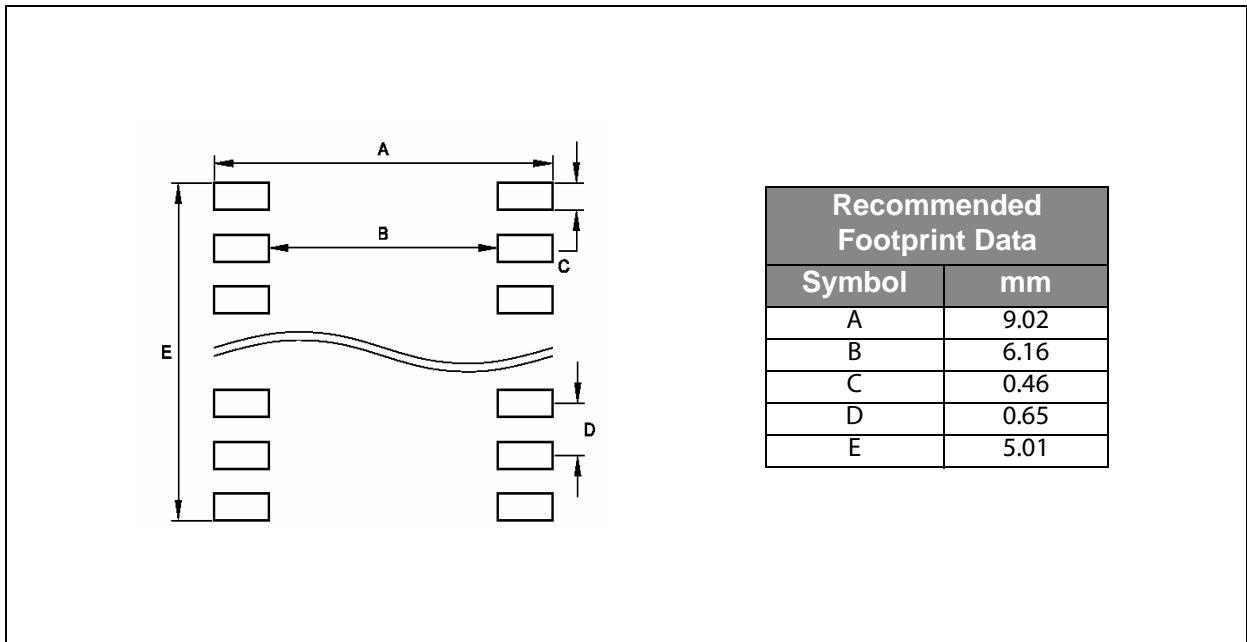 A
B
C
E
D
Recommended
Footprint Data
Symbol mm
A 9.02
B 6.16
C 0.46
D 0.65
E 5.01